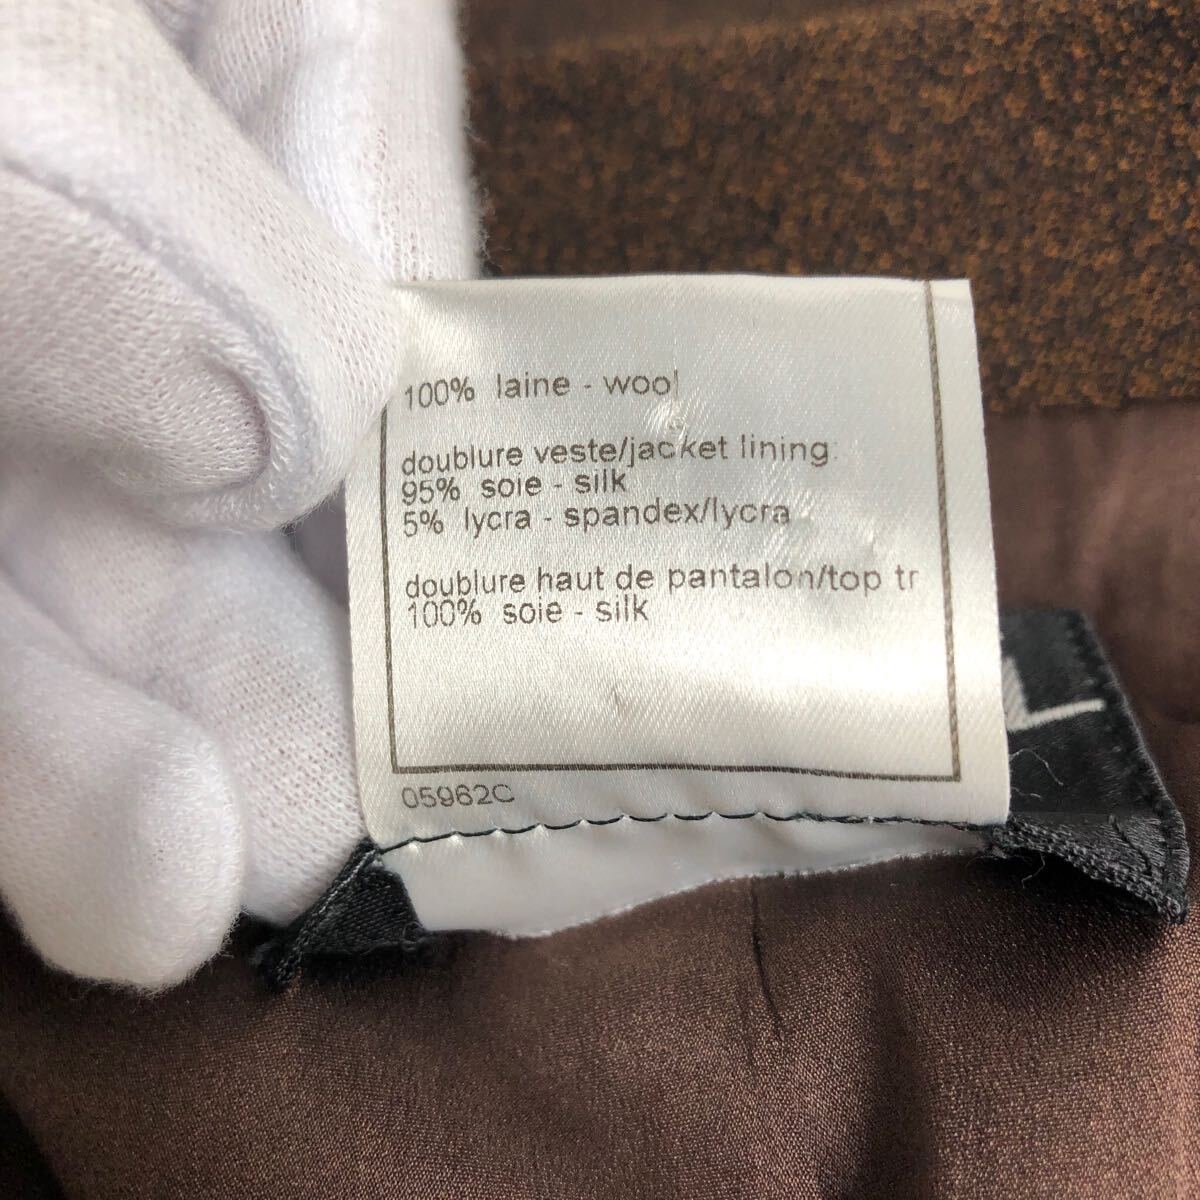 100% laine - wool
doublure veste/jacket lining:
95% soie - silk
5% lycra - spandex/lycra
doublure haut de pantalon/top tr
100% soie - silk
05962C